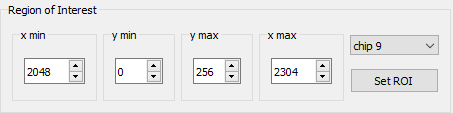 Region of Interest
x min y min y max x max
2048 0 256 2304 chip 9
Set ROI